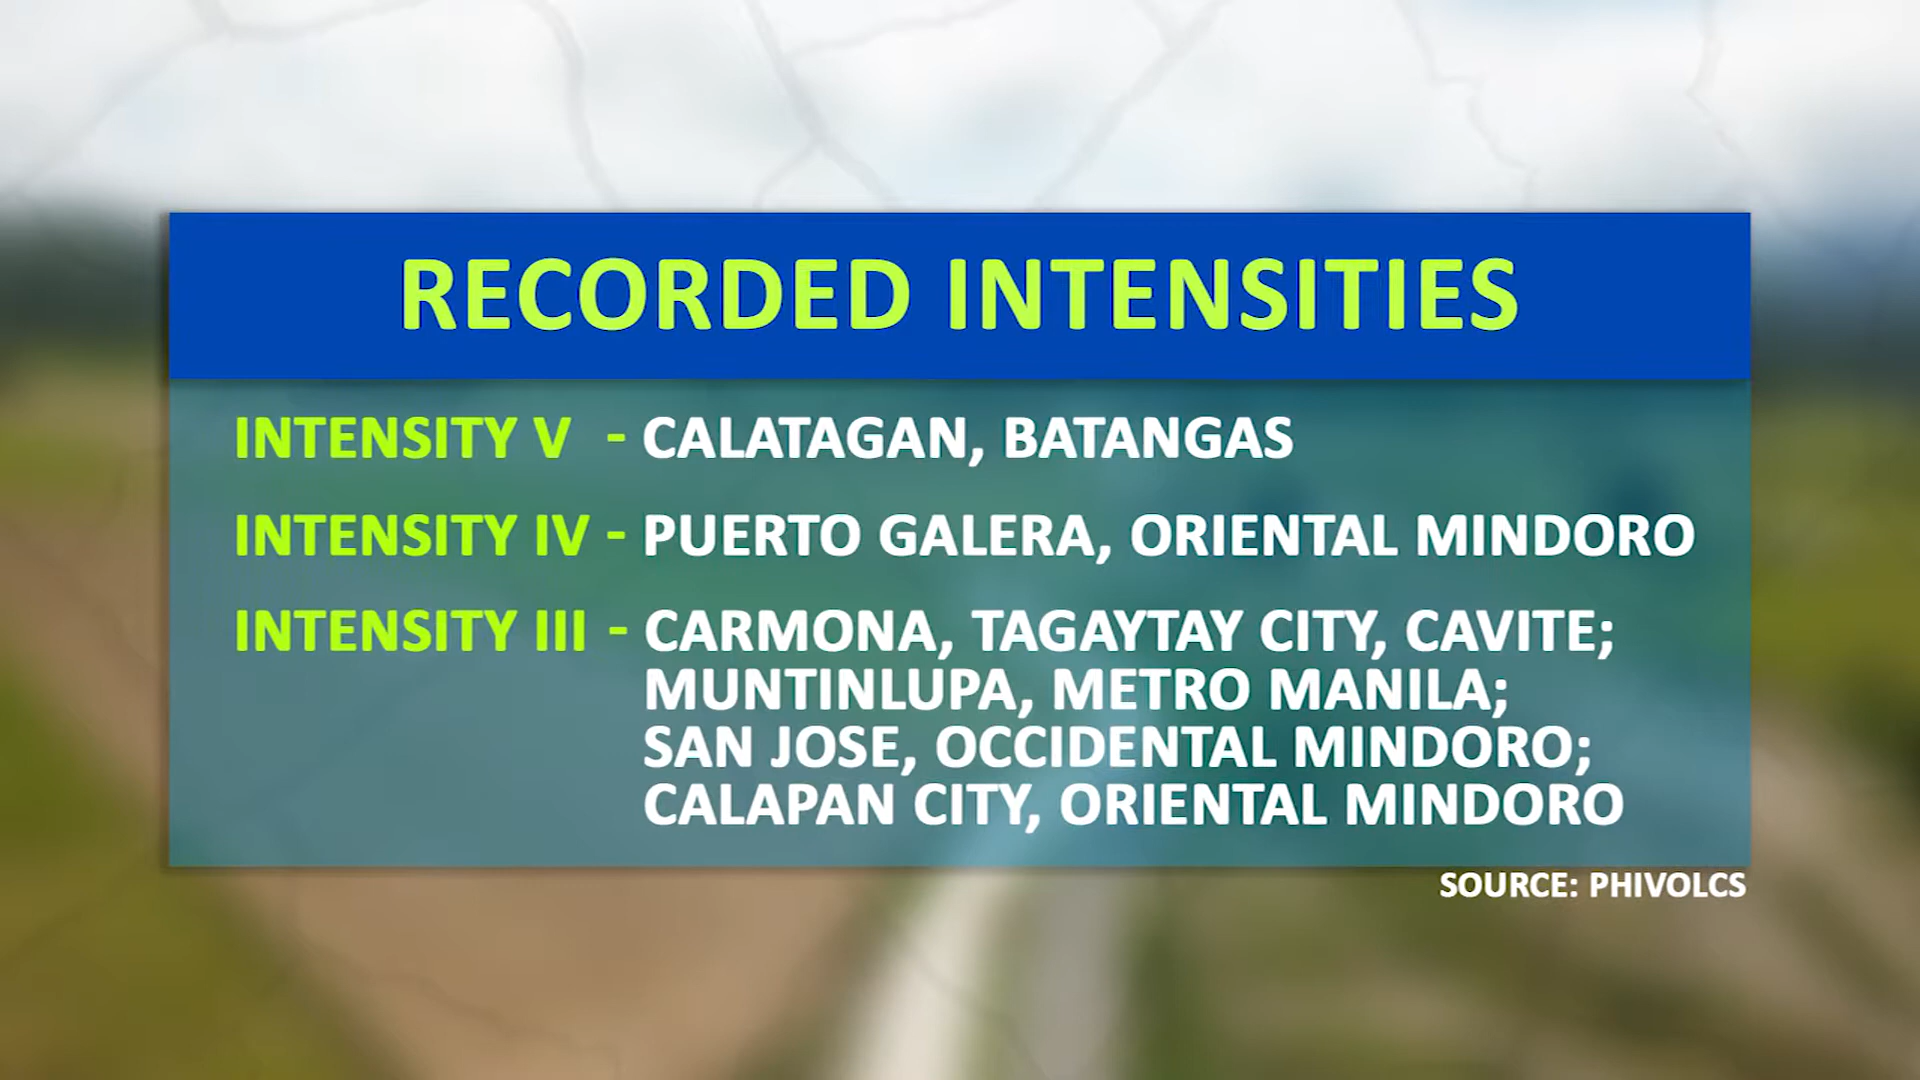 RECORDED INTENSITIES
INTENSITY V - CALATAGAN, BATANGAS
INTENSITY IV - PUERTO GALERA, ORIENTAL MINDORO
INTENSITY III - CARMONA, TAGAYTAY CITY, CAVITE;
MUNTINLUPA, METRO MANILA;
SAN JOSE, OCCIDENTAL MINDORO;
CALAPAN CITY, ORIENTAL MINDORO
SOURCE: PHIVOLCS